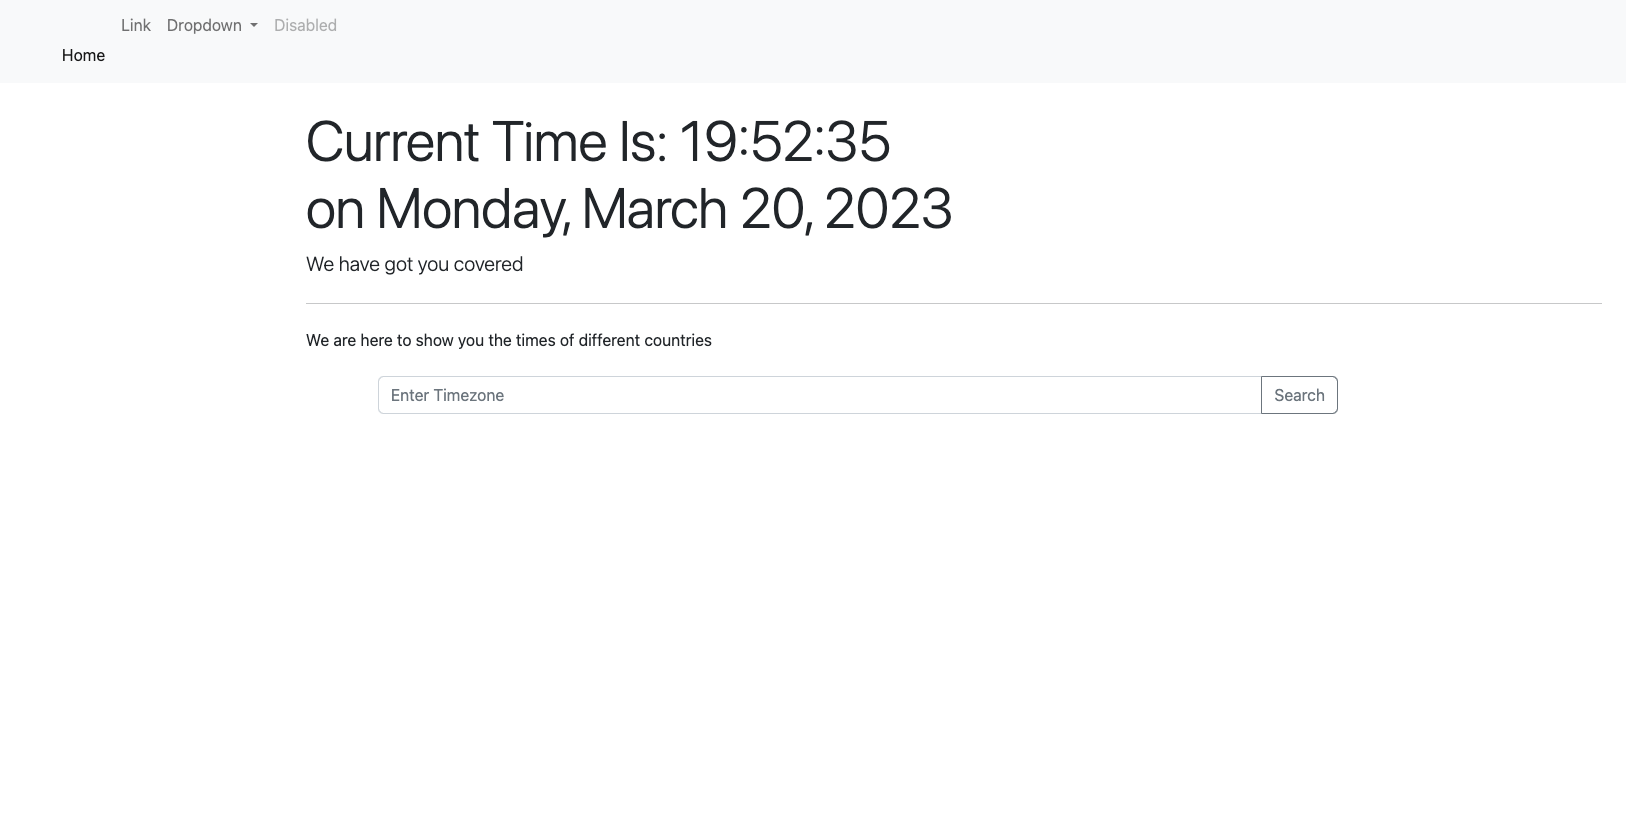 Link Dropdown Disabled
Home
Current Time Is: 19:52:35
on Monday, March 20, 2023
We have got you covered
We are here to show you the times of different countries
Enter Timezone Search